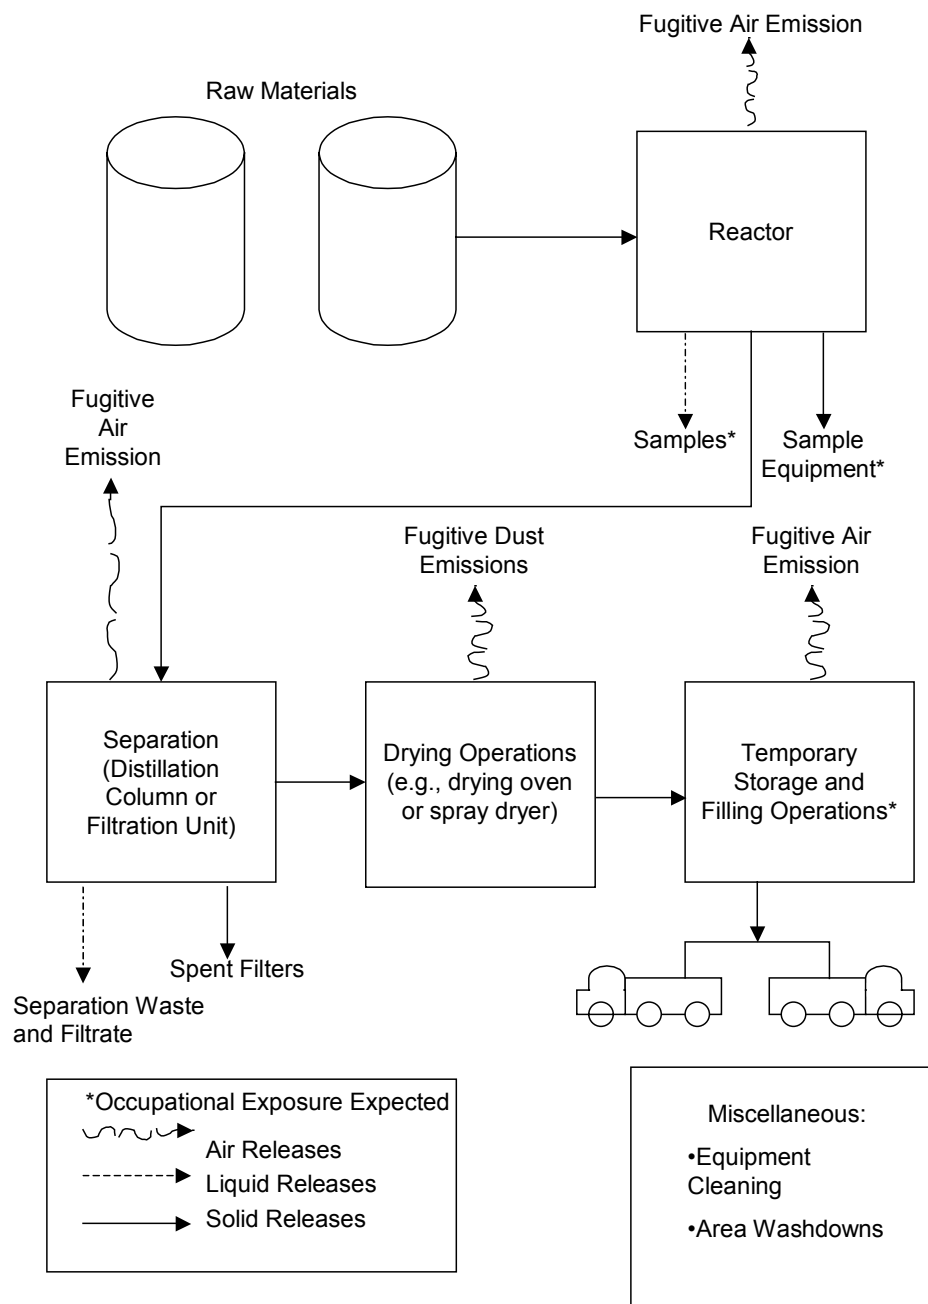 Fugitive Air Emission
Raw Materials
Reactor
Samples*
Sample
Equipment*
Fugitive
Air
Emission
Fugitive Dust
Emissions
Fugitive Air
Emission
Separation
(Distillation
Column or
Filtration Unit)
Drying Operations
(e.g., drying oven
or spray dryer)
Temporary
Storage and
Filling Operations*
Spent Filters
Separation Waste
and Filtrate
*Occupational Exposure Expected
Air Releases
Liquid Releases
Solid Releases
Miscellaneous:
•Equipment
Cleaning
•Area Washdowns